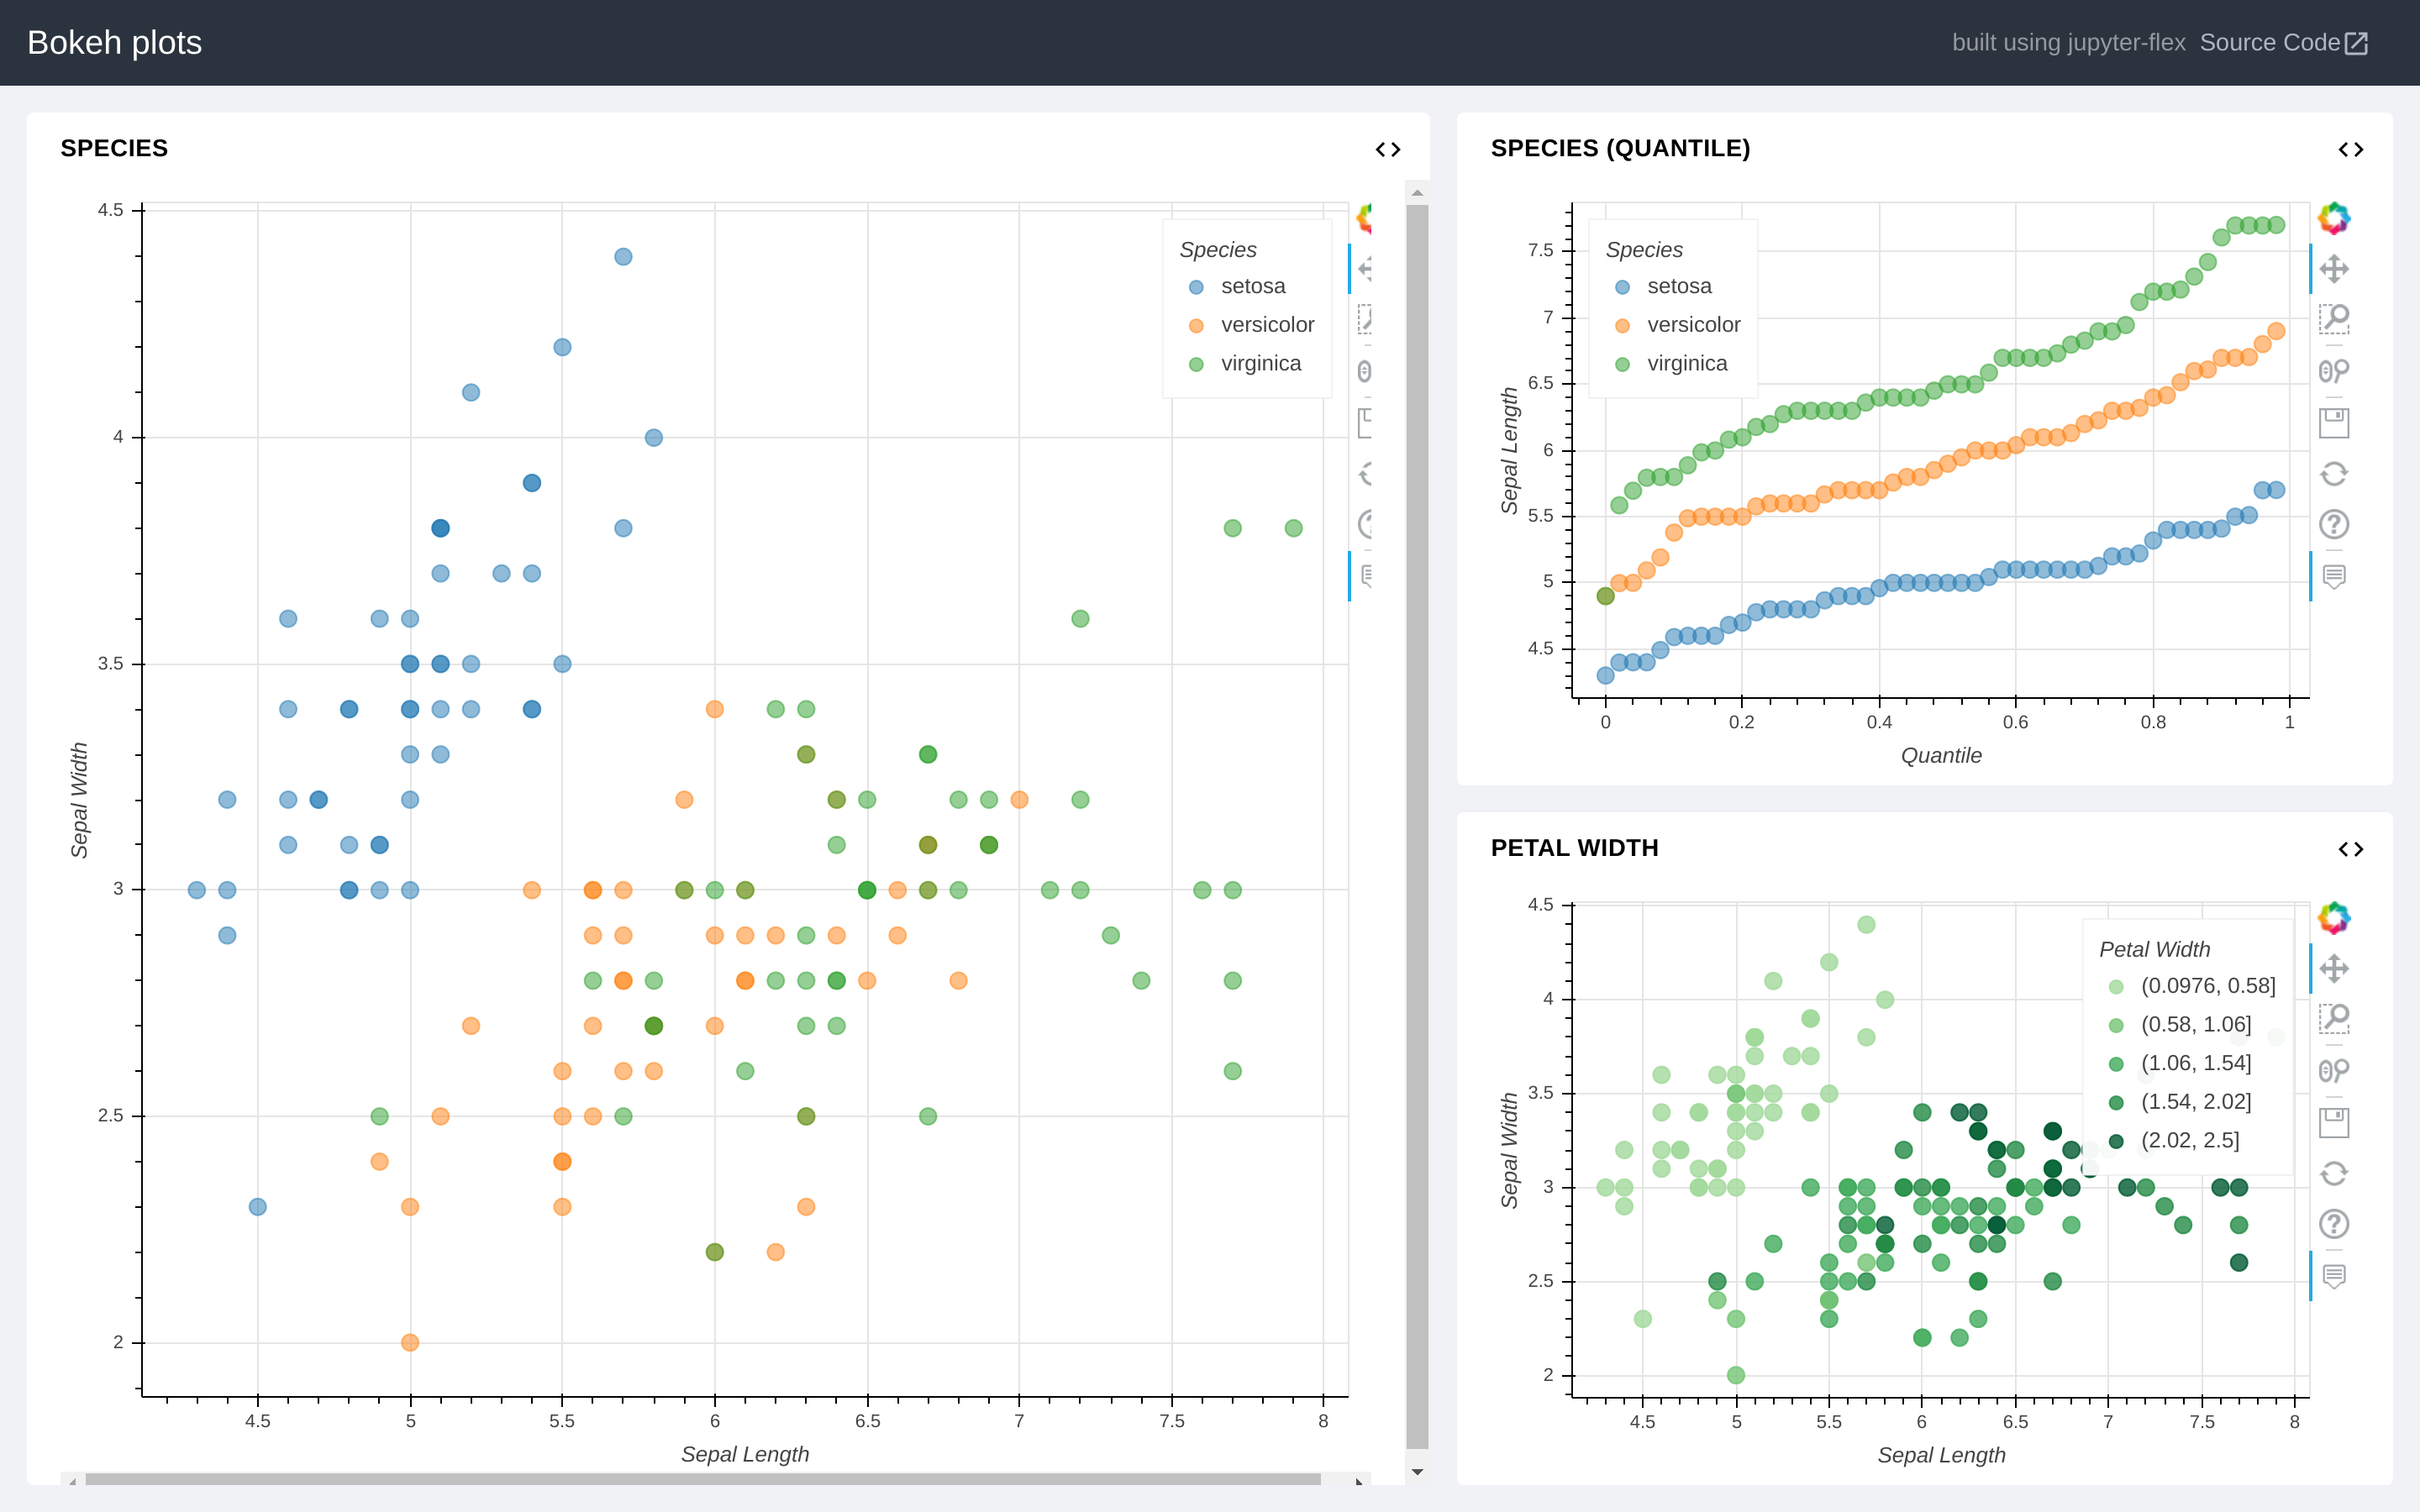 Bokeh plots
built using jupyter-flex Source Code
SPECIES
4.5
4
3.5
3
2.5
2
Sepal Width
Species
setosa
versicolor
virginica
4.5 5 5.5 6 6.5 7 7.5 8
Sepal Length
SPECIES (QUANTILE)
7.5
7
6.5
6
5.5
5
4.5
Sepal Length
Species
setosa
versicolor
virginica
0 0.2 0.4 0.6 0.8 1
Quantile
PETAL WIDTH
4.5
4
3.5
3
2.5
2
Sepal Width
Petal Width
(0.0976, 0.58]
(0.58, 1.06]
(1.06, 1.54]
(1.54, 2.02]
(2.02, 2.5]
4.5 5 5.5 6 6.5 7 7.5 8
Sepal Length